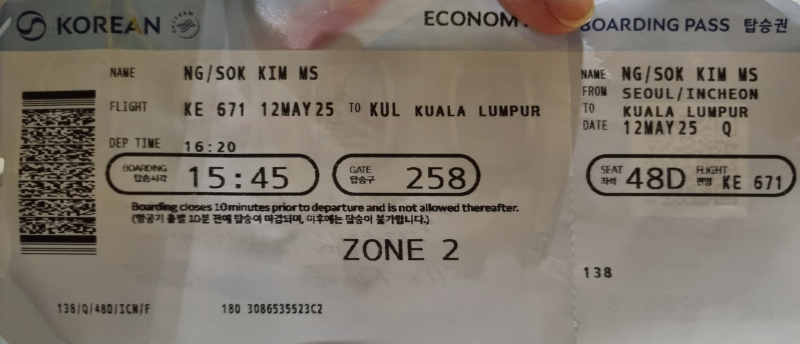 KOREAN
ECONOM
NAME NG/SOK KIM MS
FLIGHT KE 671 12MAY25 TO KUL KUALA LUMPUR
DEP TIME 16:20
BOARDING 탑승시각 15:45
GATE 탑승구 258
Boarding closes 10 minutes prior to departure and is not allowed thereafter.
(항공기 출발 10분 전에 탑승이 마감되며, 이후에는 탑승이 불가합니다.)
ZONE 2
138/Q/48D/ICN/F 180 3086535523C2
BOARDING PASS 탑승권
NAME NG/SOK KIM MS
FROM SEOUL/INCHEON
TO KUALA LUMPUR
DATE 12MAY25 Q
SEAT 좌석 48D FLIGHT 편명 KE 671
138